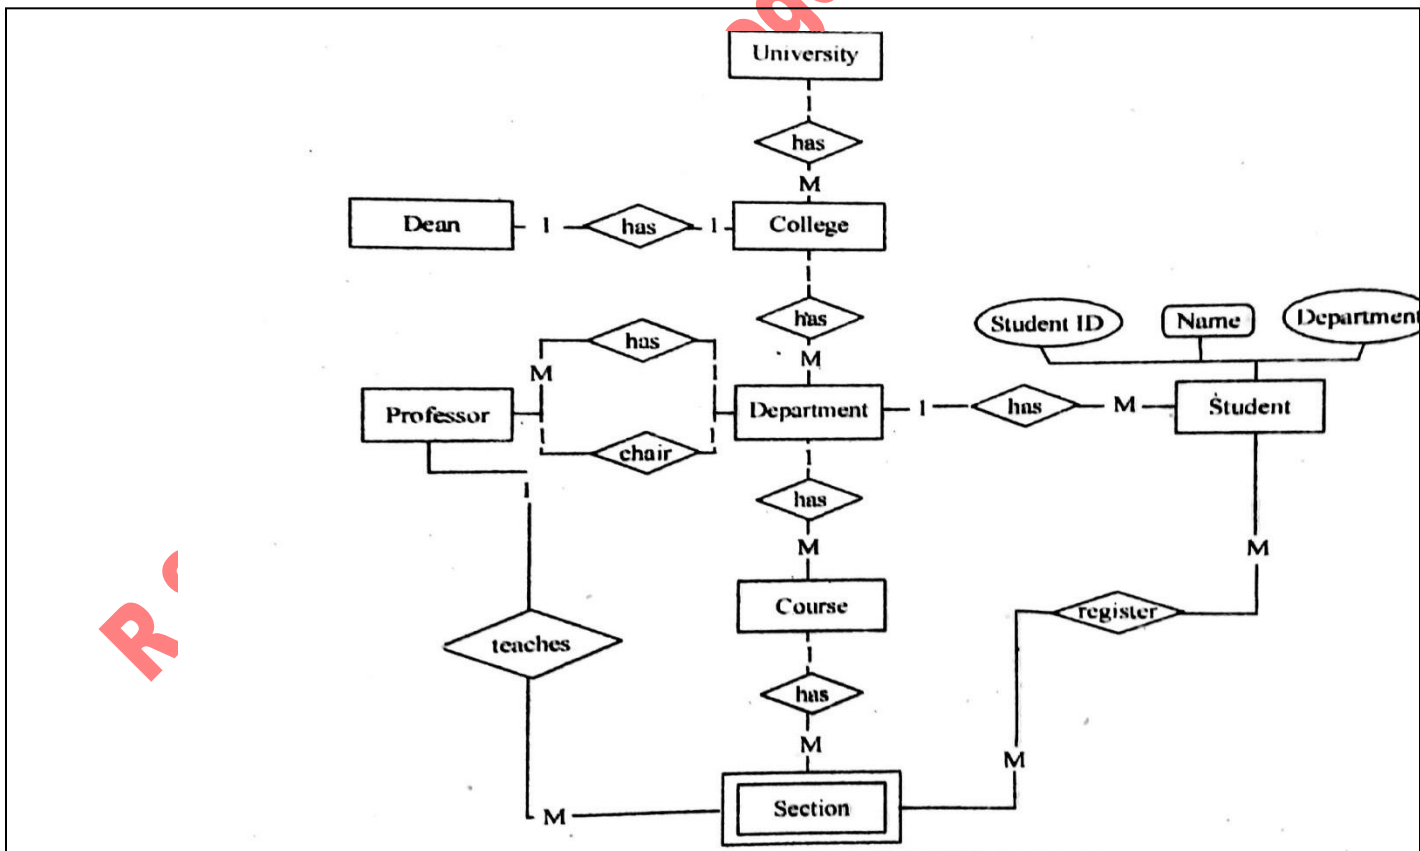 University
has
M
Dean
1
has
1
College
has
M
Student ID
Name
Department
has
M
Professor
Department
1
has
M
Student
chair
1
has
M
M
Course
register
teaches
has
M
M
M
Section